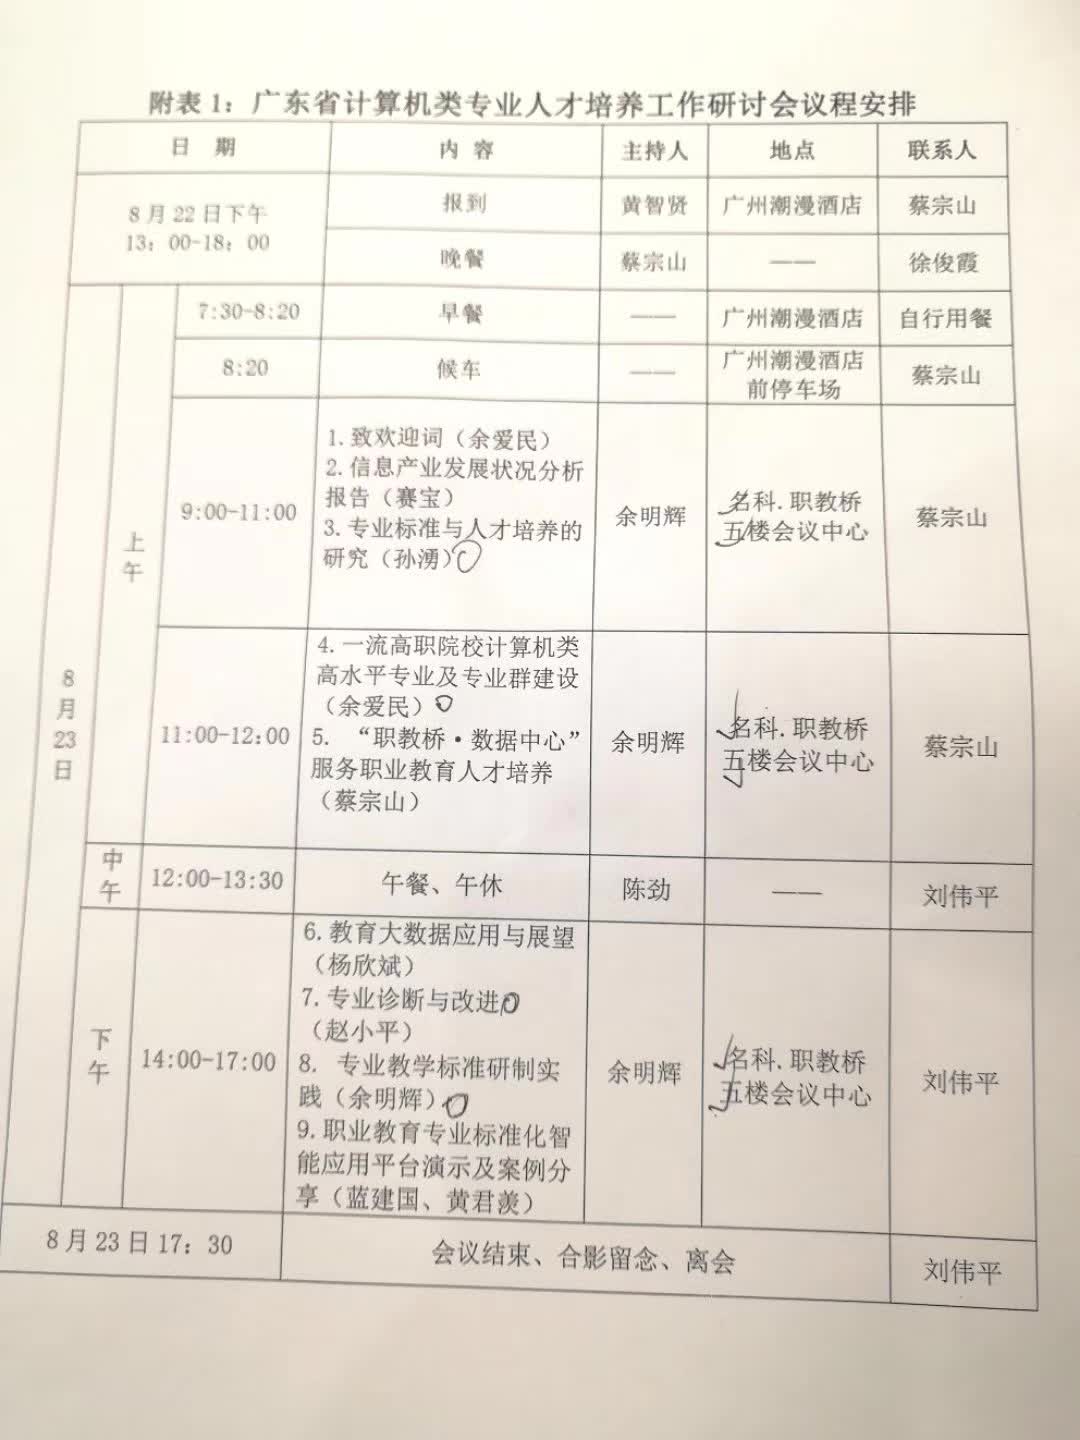 附表 1：广东省计算机类专业人才培养工作研讨会议程安排
日 期 内 容 主持人 地点 联系人
8 月 22 日下午
13：00-18：00
报到 黄智贤 广州潮漫酒店 蔡宗山
晚餐 蔡宗山 —— 徐俊霞
8月23日
上午
7:30-8:20 早餐 —— 广州潮漫酒店 自行用餐
8:20 候车 —— 广州潮漫酒店
前停车场
蔡宗山
9:00-11:00
1.致欢迎词（余爱民）
2.信息产业发展状况分析
报告（赛宝）
3.专业标准与人才培养的
研究（孙湧）
余明辉
名科.职教桥
五楼会议中心
蔡宗山
11:00-12:00
4.一流高职院校计算机类
高水平专业及专业群建设
（余爱民）
5. “职教桥·数据中心”
服务职业教育人才培养
（蔡宗山）
余明辉
名科.职教桥
五楼会议中心
蔡宗山
中午
12:00-13:30 午餐、午休 陈劲 —— 刘伟平
下午
14:00-17:00
6.教育大数据应用与展望
（杨欣斌）
7.专业诊断与改进
（赵小平）
8. 专业教学标准研制实
践（余明辉）
9.职业教育专业标准化智
能应用平台演示及案例分
享（蓝建国、黄君羡）
余明辉
名科.职教桥
五楼会议中心
刘伟平
8 月 23 日 17：30 会议结束、合影留念、离会 刘伟平